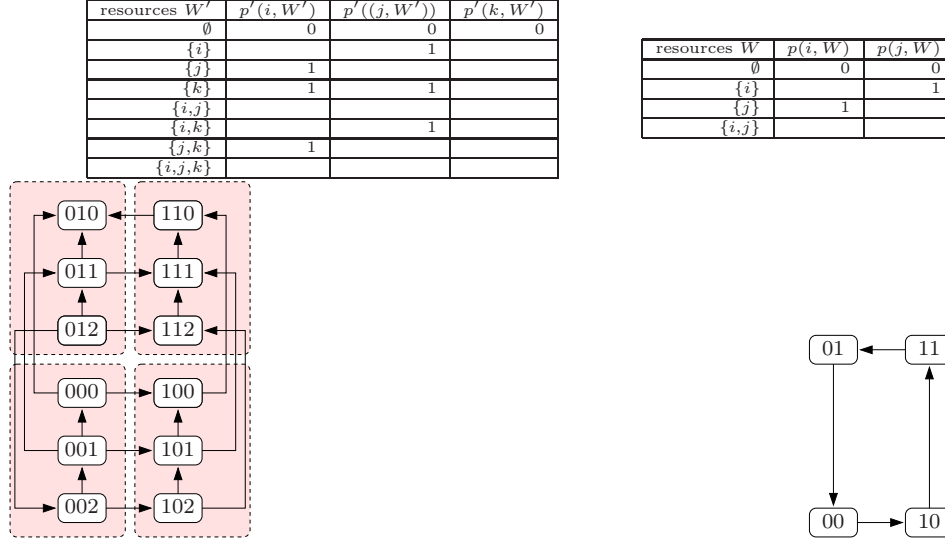 resources W′ p′(i, W′) p′((j, W′)) p′(k, W′)
∅ 0 0 0
{i} 1
{j} 1
{k} 1 1
{i,j}
{i,k} 1
{j,k} 1
{i,j,k}
resources W p(i, W) p(j, W)
∅ 0 0
{i} 1
{j} 1
{i,j}
010 110
011 111
012 112
000 100
001 101
002 102
01 11
00 10